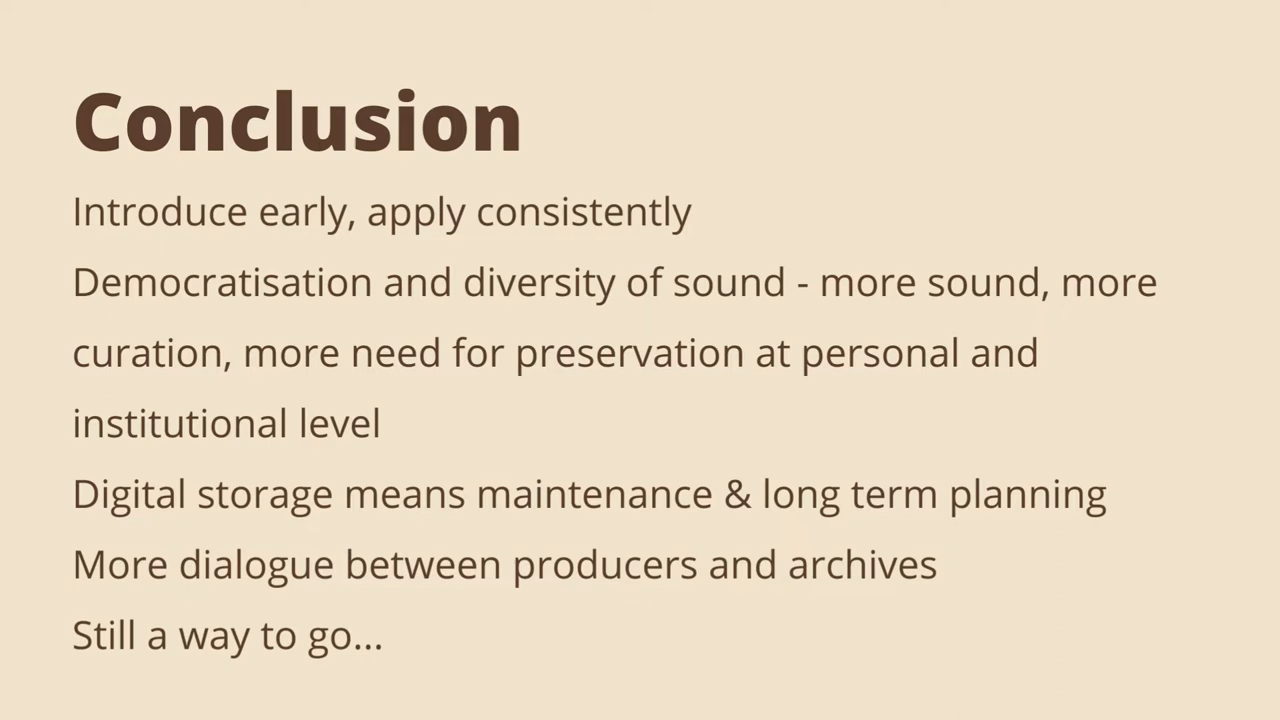 Conclusion
Introduce early, apply consistently
Democratisation and diversity of sound - more sound, more
curation, more need for preservation at personal and
institutional level
Digital storage means maintenance & long term planning
More dialogue between producers and archives
Still a way to go...